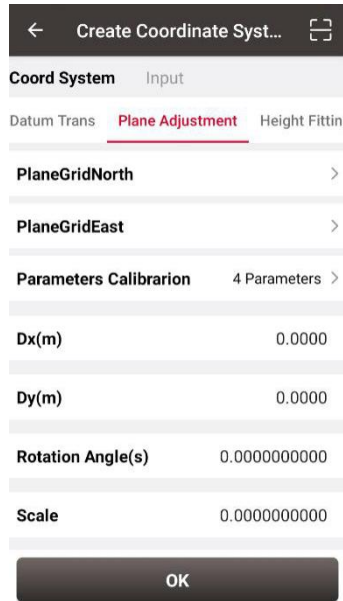 Create Coordinate Syst...
Coord System Input
Datum Trans Plane Adjustment Height Fittin
PlaneGridNorth
PlaneGridEast
Parameters Calibrarion 4 Parameters
Dx(m) 0.0000
Dy(m) 0.0000
Rotation Angle(s) 0.0000000000
Scale 0.0000000000
OK